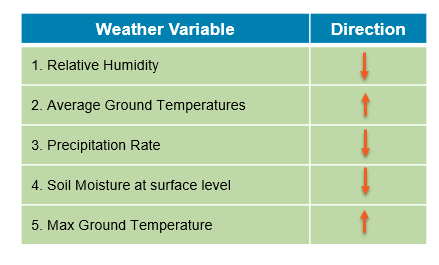 Weather Variable Direction
1. Relative Humidity
2. Average Ground Temperatures
3. Precipitation Rate
4. Soil Moisture at surface level
5. Max Ground Temperature